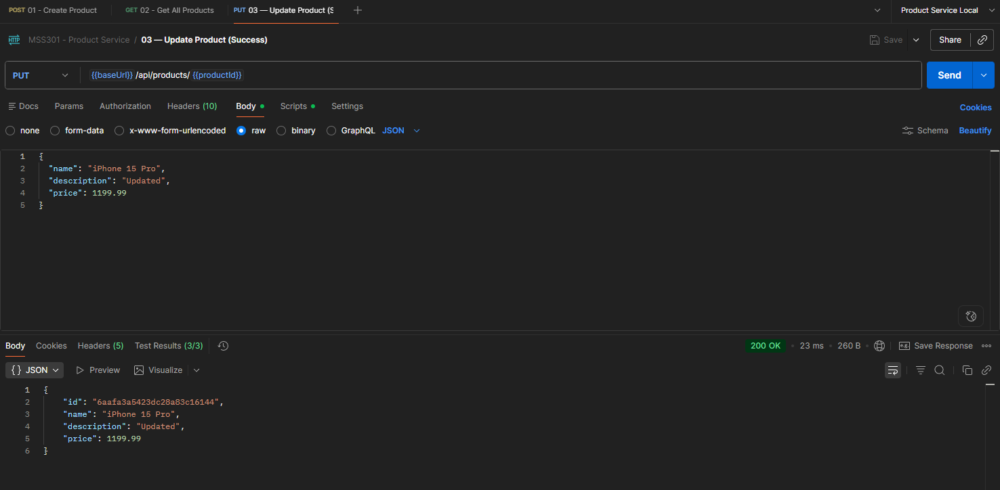 POST 01 - Create Product GET 02 - Get All Products PUT 03 — Update Product (S Product Service Local
HTTP MSS301 - Product Service / 03 — Update Product (Success) Save Share
PUT {{baseUrl}} /api/products/ {{productId}} Send
Docs Params Authorization Headers (10) Body Scripts Settings Cookies
none form-data x-www-form-urlencoded raw binary GraphQL JSON Schema Beautify
1 {
2 "name": "iPhone 15 Pro",
3 "description": "Updated",
4 "price": 1199.99
5 }
Body Cookies Headers (5) Test Results (3/3) 200 OK 23 ms 260 B e.g. Save Response
{} JSON Preview Visualize
1 {
2 "id": "6aafa3a5423dc28a83c16144",
3 "name": "iPhone 15 Pro",
4 "description": "Updated",
5 "price": 1199.99
6 }